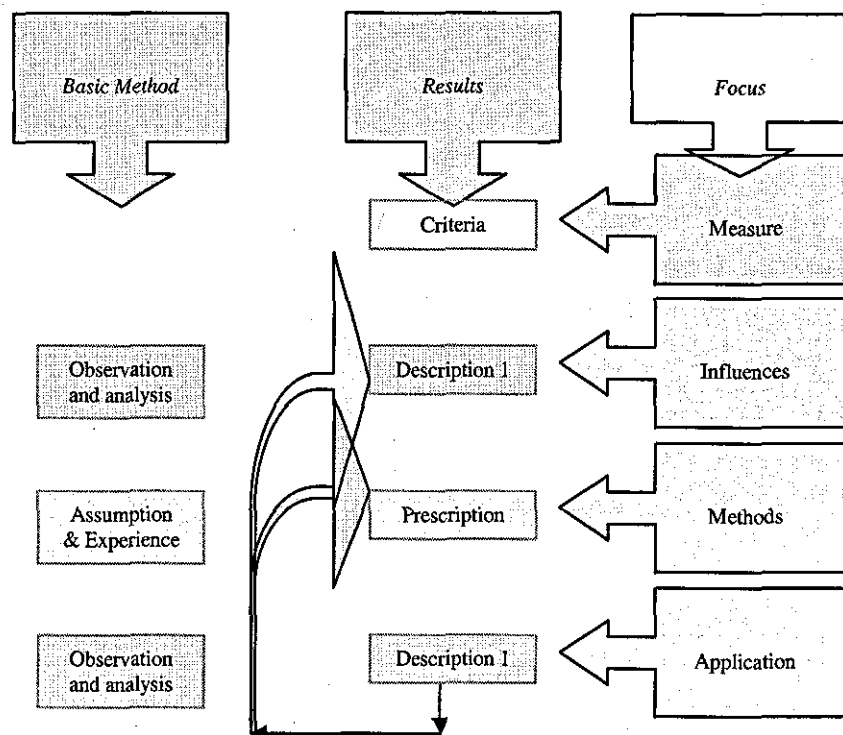 Basic Method
Results
Focus
Criteria
Measure
Observation
and analysis
Description 1
Influences
Assumption
& Experience
Prescription
Methods
Observation
and analysis
Description 1
Application